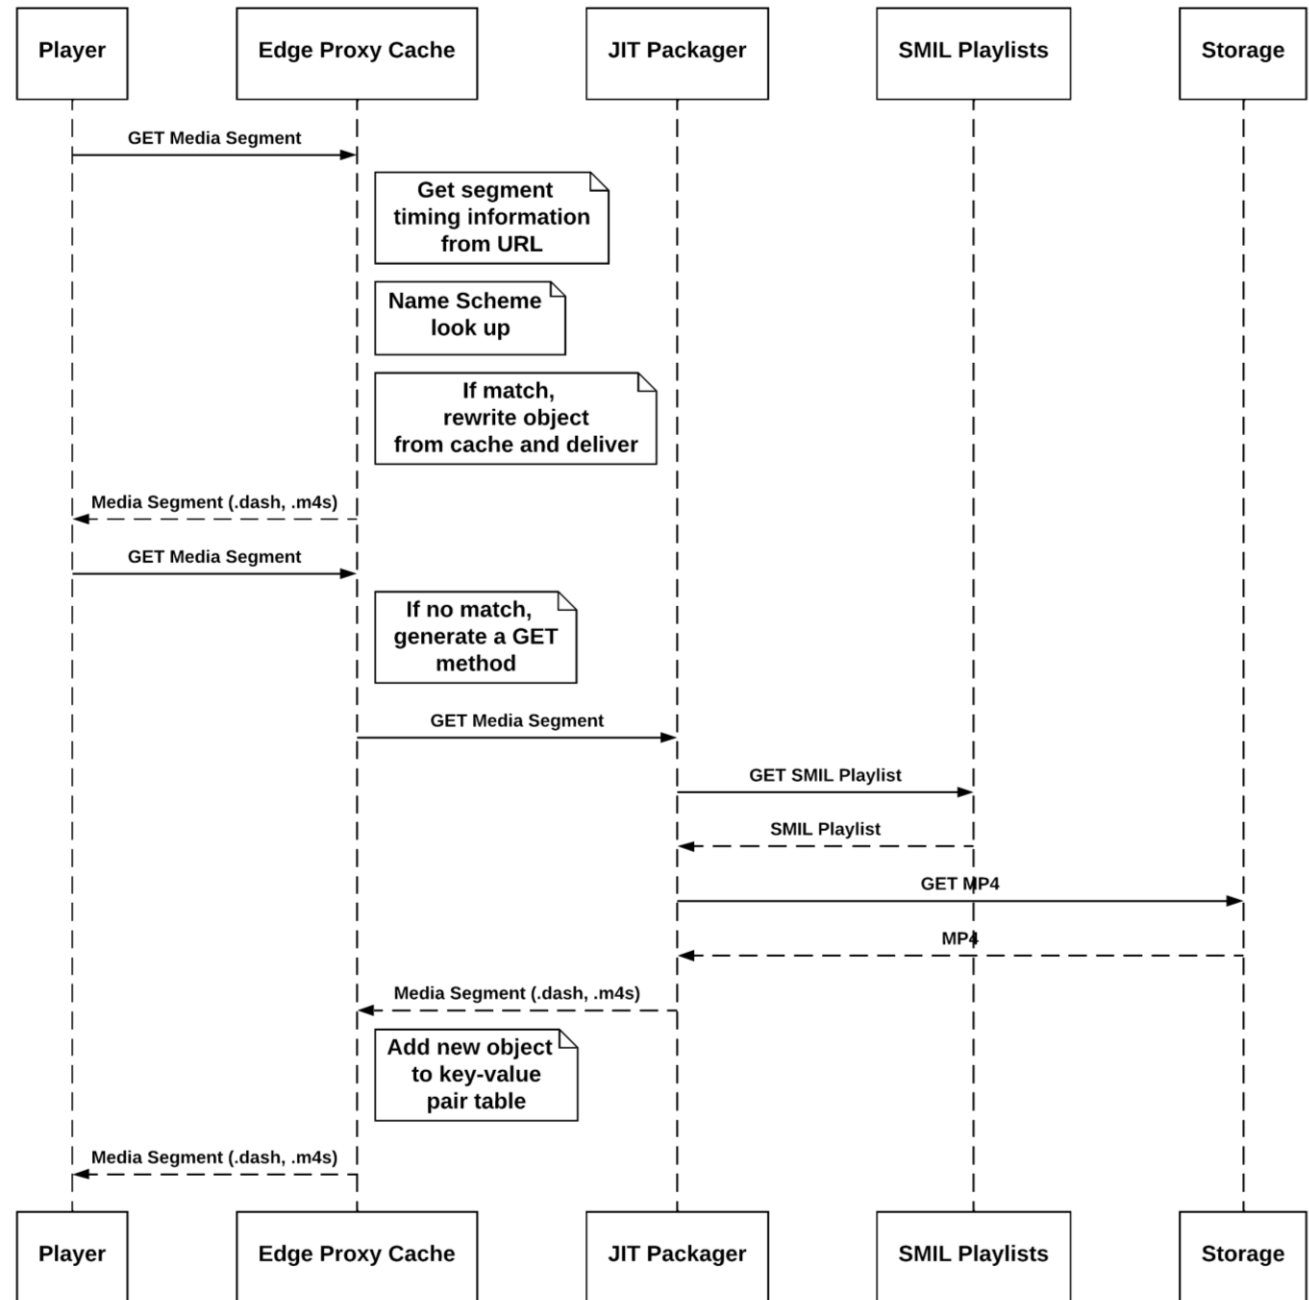 Player
Edge Proxy Cache
JIT Packager
SMIL Playlists
Storage
GET Media Segment
Get segment
timing information
from URL
Name Scheme
look up
If match,
rewrite object
from cache and deliver
Media Segment (.dash, .m4s)
GET Media Segment
If no match,
generate a GET
method
GET Media Segment
GET SMIL Playlist
SMIL Playlist
GET MP4
MP4
Media Segment (.dash, .m4s)
Add new object
to key-value
pair table
Media Segment (.dash, .m4s)
Player
Edge Proxy Cache
JIT Packager
SMIL Playlists
Storage